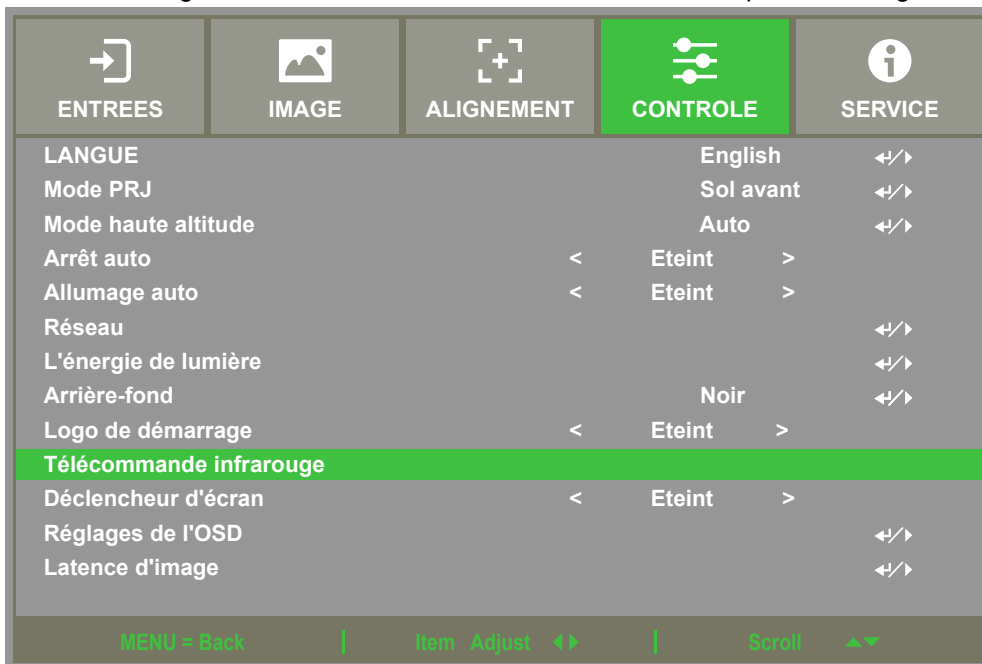 ENTREES IMAGE ALIGNEMENT CONTROLE SERVICE
LANGUE English
Mode PRJ Sol avant
Mode haute altitude Auto
Arrêt auto < Eteint >
Allumage auto < Eteint >
Réseau
L'énergie de lumière
Arrière-fond Noir
Logo de démarrage < Eteint >
Télécommande infrarouge
Déclencheur d'écran < Eteint >
Réglages de l'OSD
Latence d'image
MENU = Back | Item Adjust | Scroll